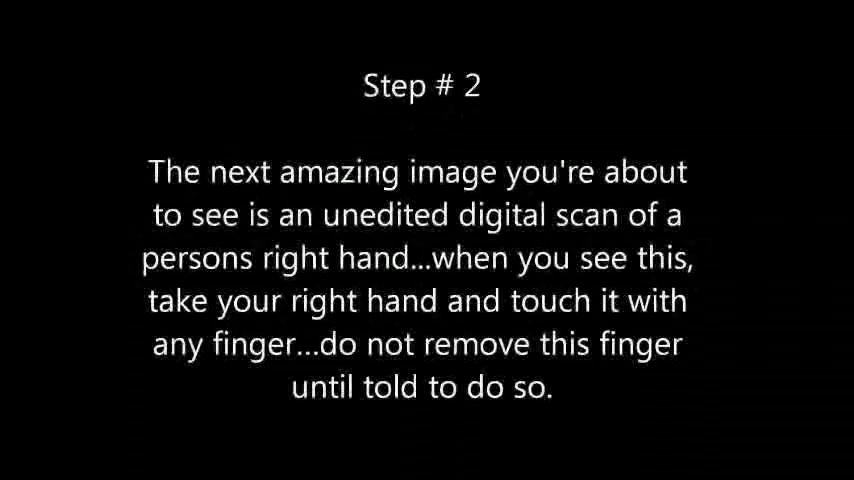 Step # 2
The next amazing image you're about
to see is an unedited digital scan of a
persons right hand...when you see this,
take your right hand and touch it with
any finger...do not remove this finger
until told to do so.